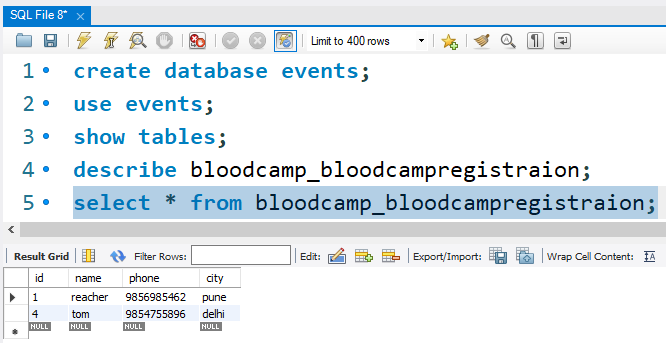 SQL File 8*
Limit to 400 rows
1 create database events;
2 use events;
3 show tables;
4 describe bloodcamp_bloodcampregistraion;
5 select * from bloodcamp_bloodcampregistraion;
Result Grid Filter Rows: Edit: Export/Import: Wrap Cell Content:
id name phone city
1 reacher 9856985462 pune
4 tom 9854755896 delhi
NULL NULL NULL NULL